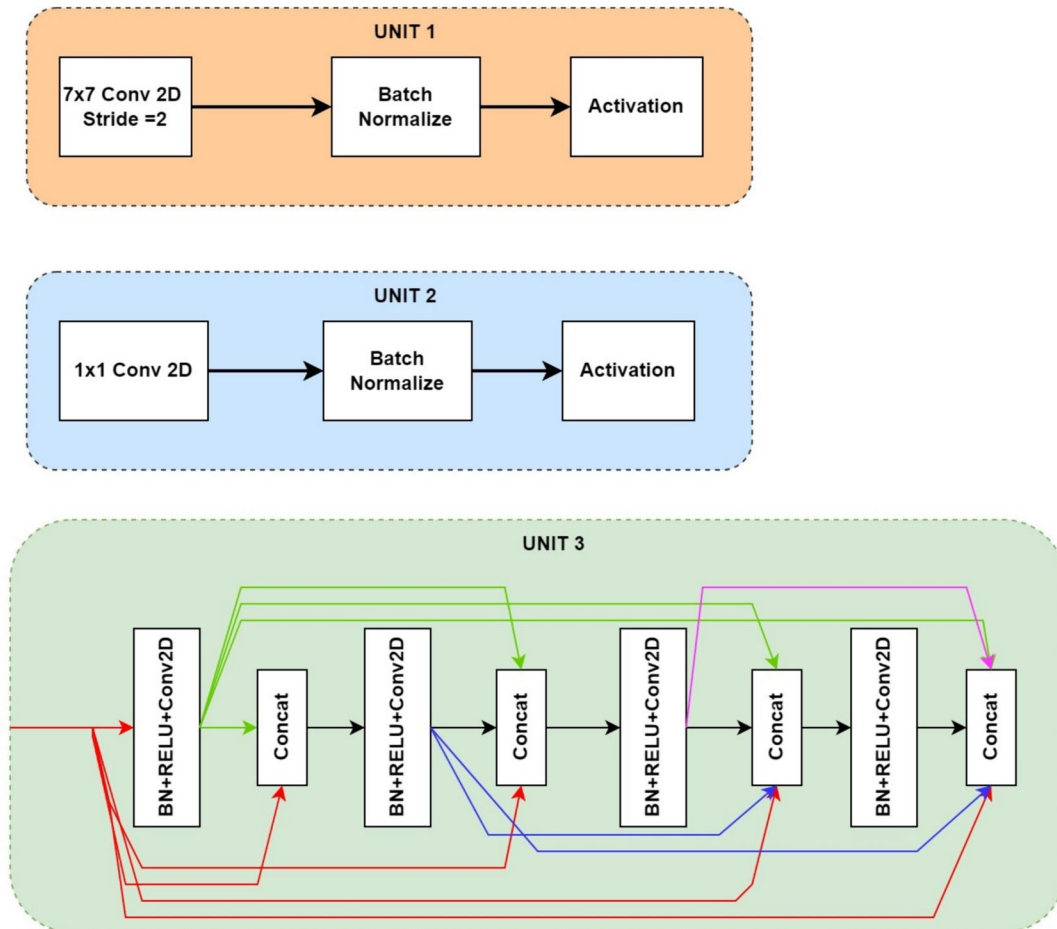 UNIT 1
7x7 Conv 2D
Stride =2
Batch
Normalize
Activation
UNIT 2
1x1 Conv 2D
Batch
Normalize
Activation
UNIT 3
BN+RELU+Conv2D
Concat
BN+RELU+Conv2D
Concat
BN+RELU+Conv2D
Concat
BN+RELU+Conv2D
Concat